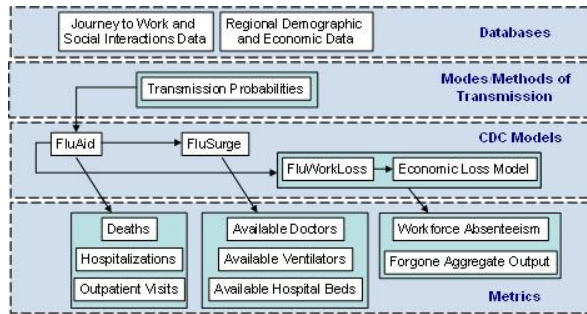 Journey to Work and
Social Interactions Data
Regional Demographic
and Economic Data
Databases
Transmission Probabilities
Modes/Methods of
Transmission
CDC Models
FluAid
FluSurge
FluWorkLoss
Economic Loss Model
Deaths
Hospitalizations
Outpatient Visits
Available Doctors
Available Ventilators
Available Hospital Beds
Workforce Absenteeism
Forgone Aggregate Output
Metrics